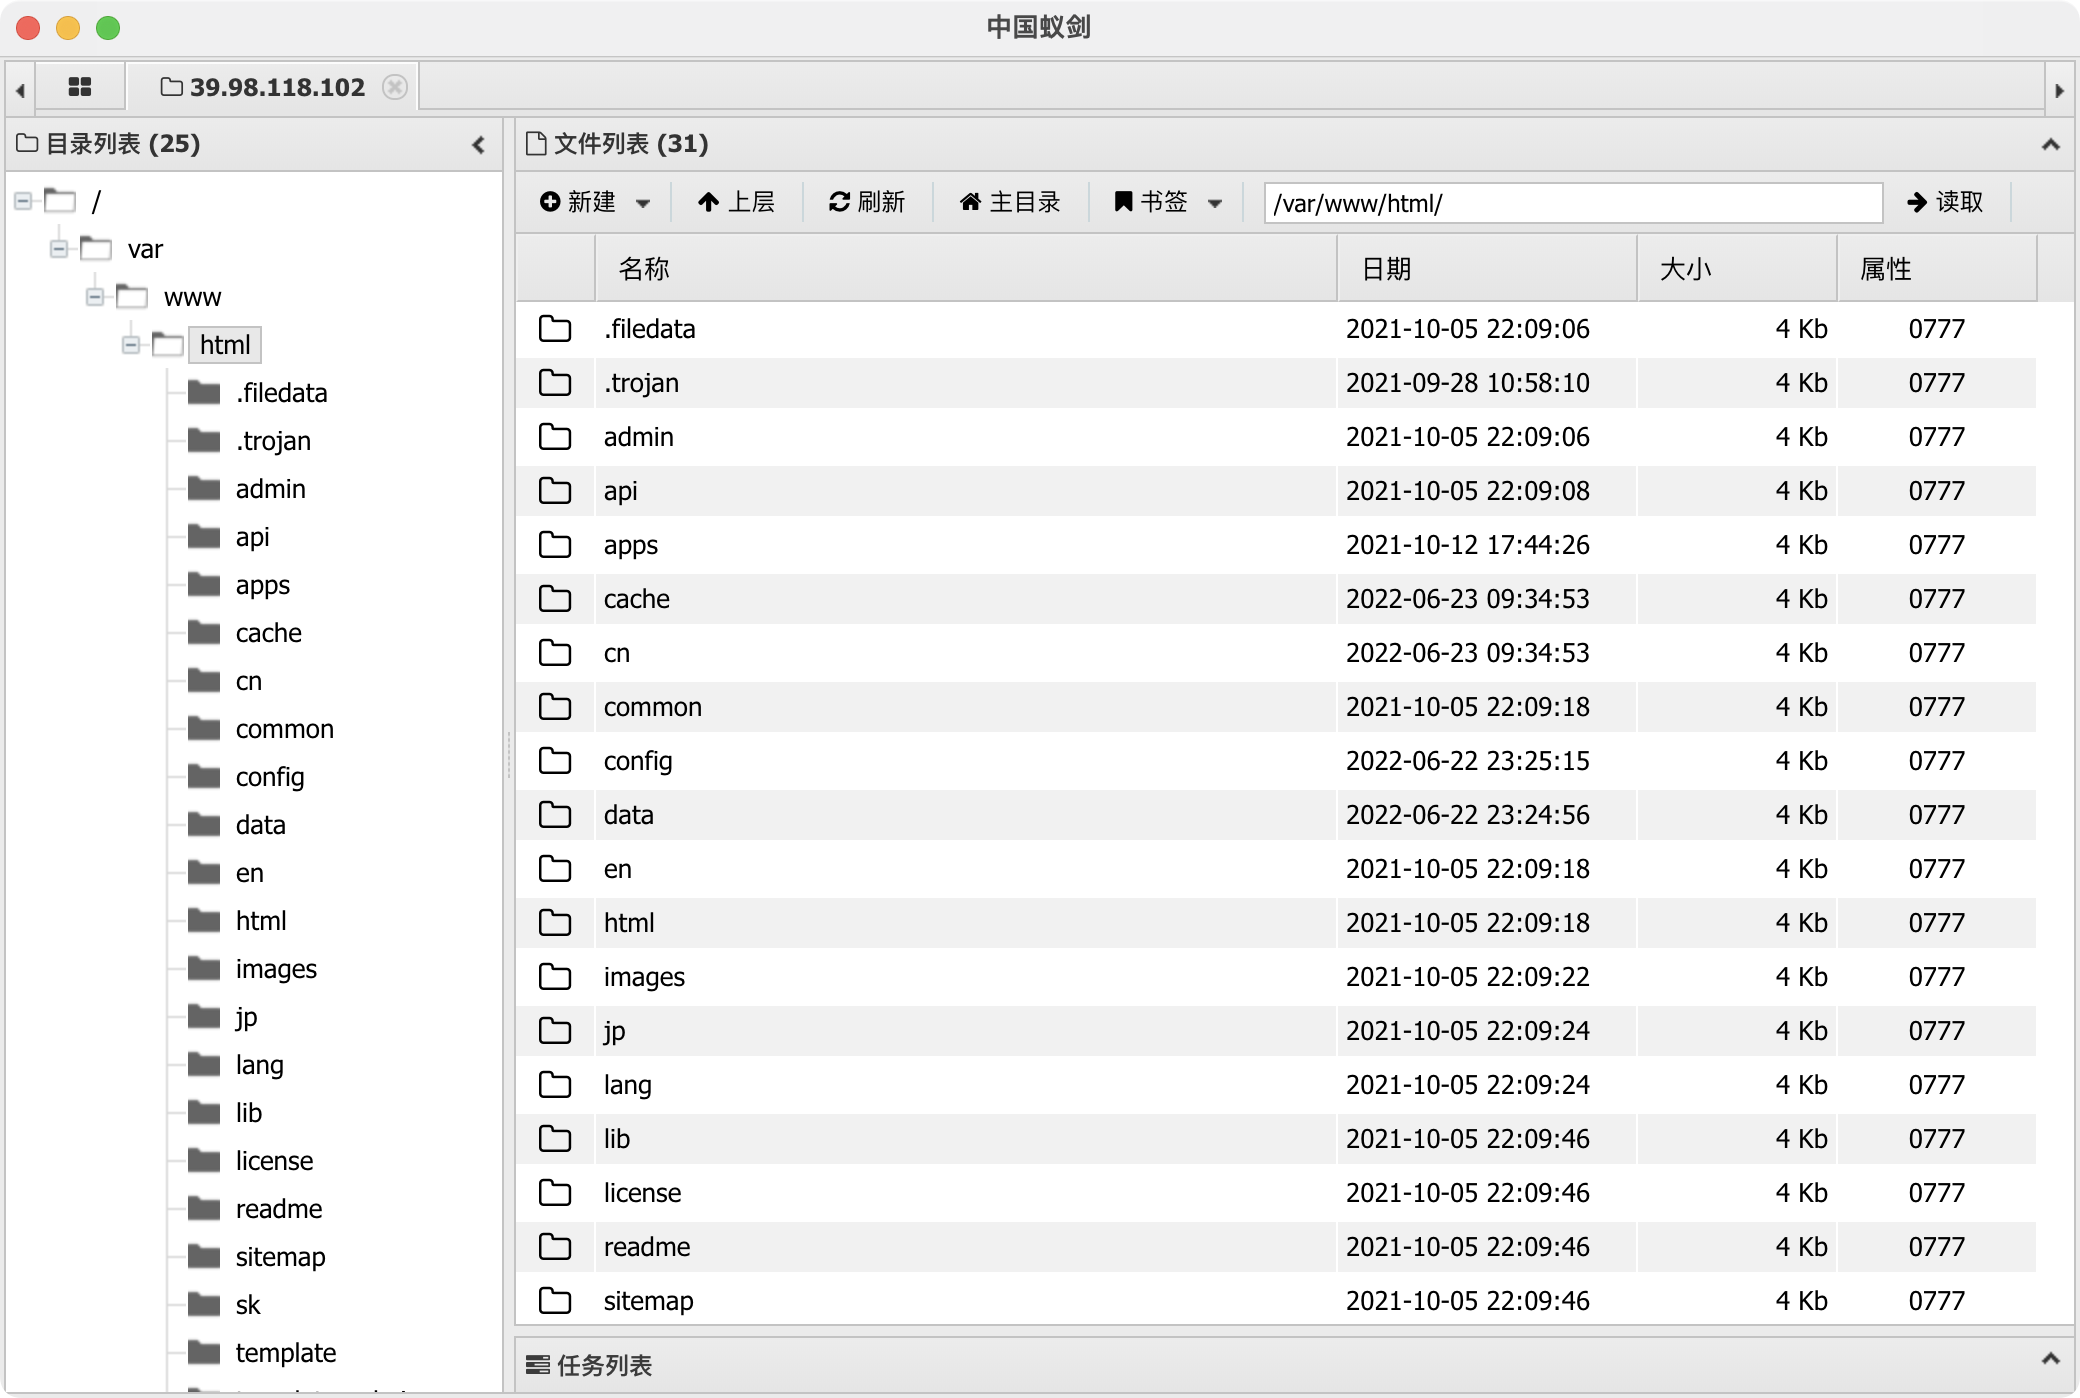 中国蚁剑
39.98.118.102
目录列表 (25)
/
var
www
html
.filedata
.trojan
admin
api
apps
cache
cn
common
config
data
en
html
images
jp
lang
lib
license
readme
sitemap
sk
template
文件列表 (31)
新建 上层 刷新 主目录 书签 /var/www/html/ 读取
名称 日期 大小 属性
.filedata 2021-10-05 22:09:06 4 Kb 0777
.trojan 2021-09-28 10:58:10 4 Kb 0777
admin 2021-10-05 22:09:06 4 Kb 0777
api 2021-10-05 22:09:08 4 Kb 0777
apps 2021-10-12 17:44:26 4 Kb 0777
cache 2022-06-23 09:34:53 4 Kb 0777
cn 2022-06-23 09:34:53 4 Kb 0777
common 2021-10-05 22:09:18 4 Kb 0777
config 2022-06-22 23:25:15 4 Kb 0777
data 2022-06-22 23:24:56 4 Kb 0777
en 2021-10-05 22:09:18 4 Kb 0777
html 2021-10-05 22:09:18 4 Kb 0777
images 2021-10-05 22:09:22 4 Kb 0777
jp 2021-10-05 22:09:24 4 Kb 0777
lang 2021-10-05 22:09:24 4 Kb 0777
lib 2021-10-05 22:09:46 4 Kb 0777
license 2021-10-05 22:09:46 4 Kb 0777
readme 2021-10-05 22:09:46 4 Kb 0777
sitemap 2021-10-05 22:09:46 4 Kb 0777
任务列表